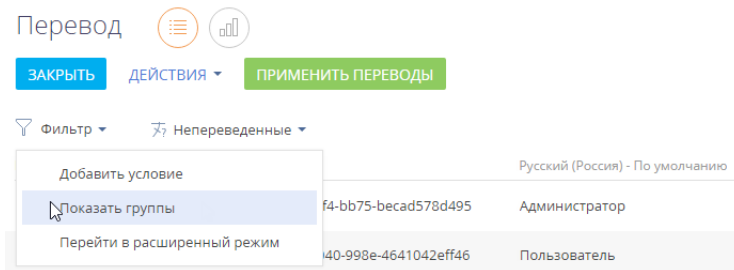 Перевод
ЗАКРЫТЬ ДЕЙСТВИЯ ПРИМЕНИТЬ ПЕРЕВОДЫ
Фильтр Непереведенные
Добавить условие
Русский (Россия) - По умолчанию
Показать группы
f4-bb75-becad578d495 Администратор
Перейти в расширенный режим
040-998e-4641042eff46 Пользователь